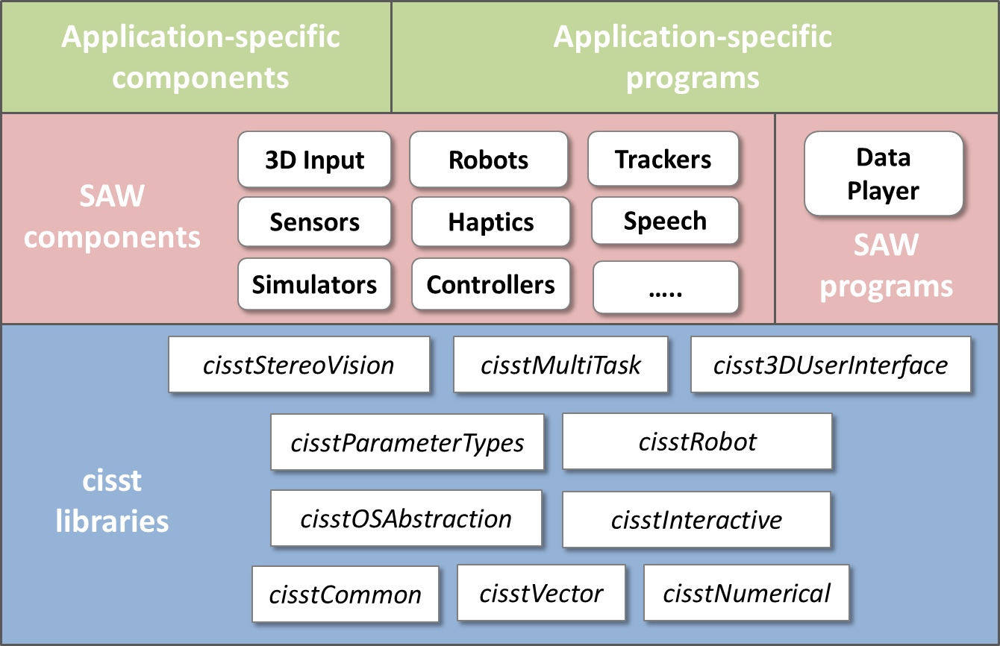 Application-specific
components
Application-specific
programs
SAW
components
3D Input
Robots
Trackers
Sensors
Haptics
Speech
Simulators
Controllers
.....
Data
Player
SAW
programs
cisst
libraries
cisstStereoVision
cisstMultiTask
cisst3DUserInterface
cisstParameterTypes
cisstRobot
cisstOSAbstraction
cisstInteractive
cisstCommon
cisstVector
cisstNumerical